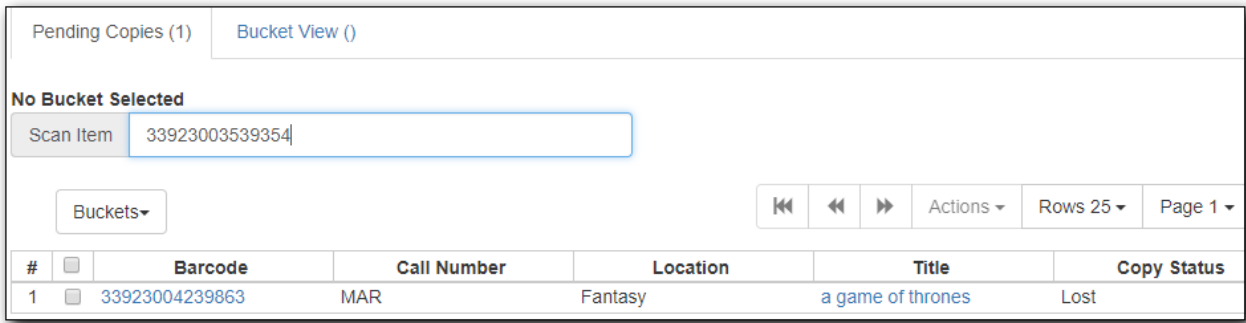 Pending Copies (1) Bucket View ()
No Bucket Selected
Scan Item 33923003539354
Buckets Actions Rows 25 Page 1
# Barcode Call Number Location Title Copy Status
1 33923004239863 MAR Fantasy a game of thrones Lost